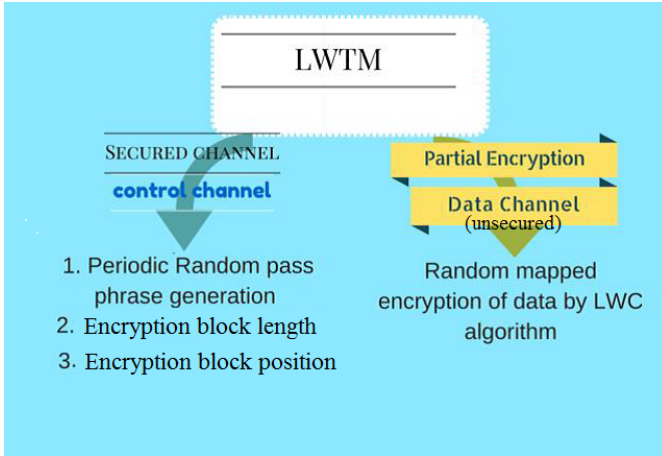 LWTM
SECURED CHANNEL
control channel
1. Periodic Random pass
phrase generation
2. Encryption block length
3. Encryption block position
Partial Encryption
Data Channel
(unsecured)
Random mapped
encryption of data by LWC
algorithm